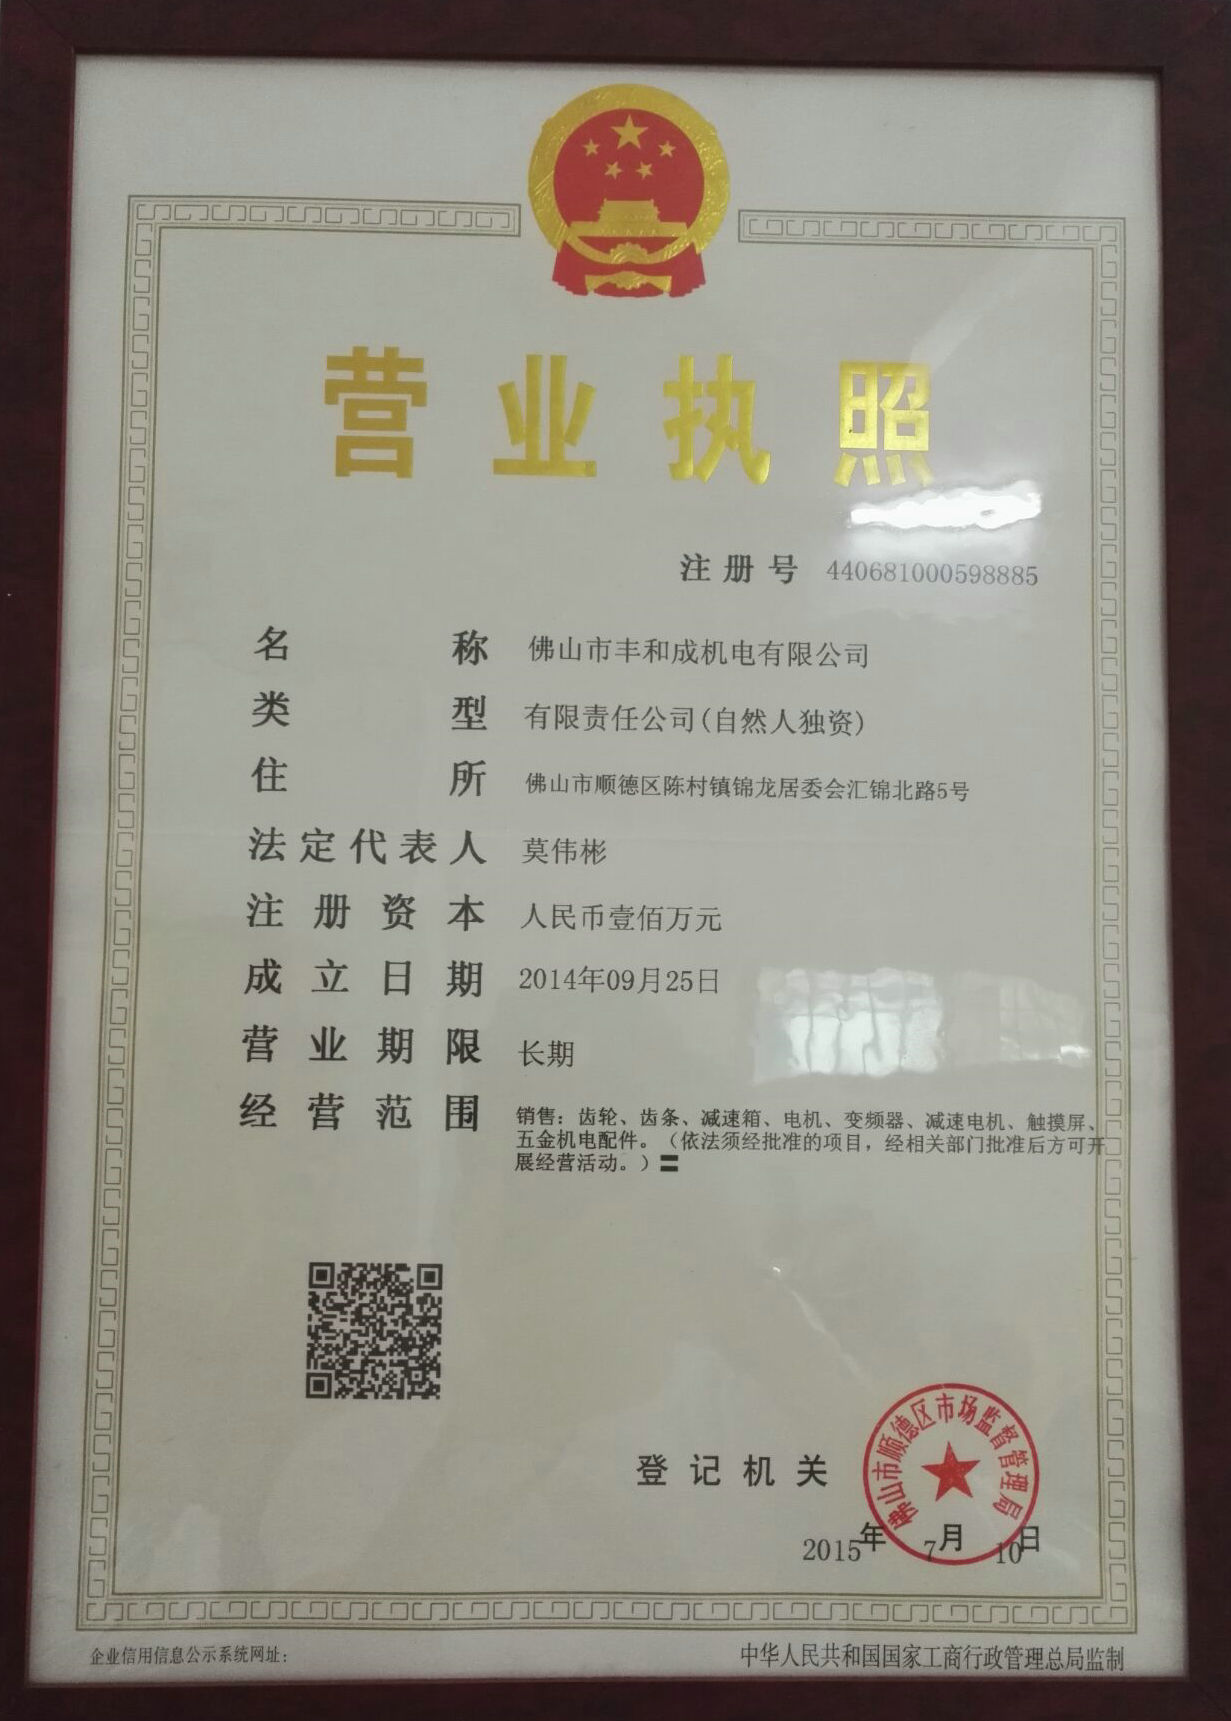 营业执照
注册号 440681000598885
名称 佛山市丰和成机电有限公司
类型 有限责任公司(自然人独资)
住所 佛山市顺德区陈村镇锦龙居委会汇锦北路5号
法定代表人 莫伟彬
注册资本 人民币壹佰万元
成立日期 2014年09月25日
营业期限 长期
经营范围 销售：齿轮、齿条、减速箱、电机、变频器、减速电机、触摸屏、
五金机电配件。（依法须经批准的项目，经相关部门批准后方可开
展经营活动。）〓
佛山市顺德区市场监督管理局
登记机关
2015年7月10日
企业信用信息公示系统网址：
中华人民共和国国家工商行政管理总局监制